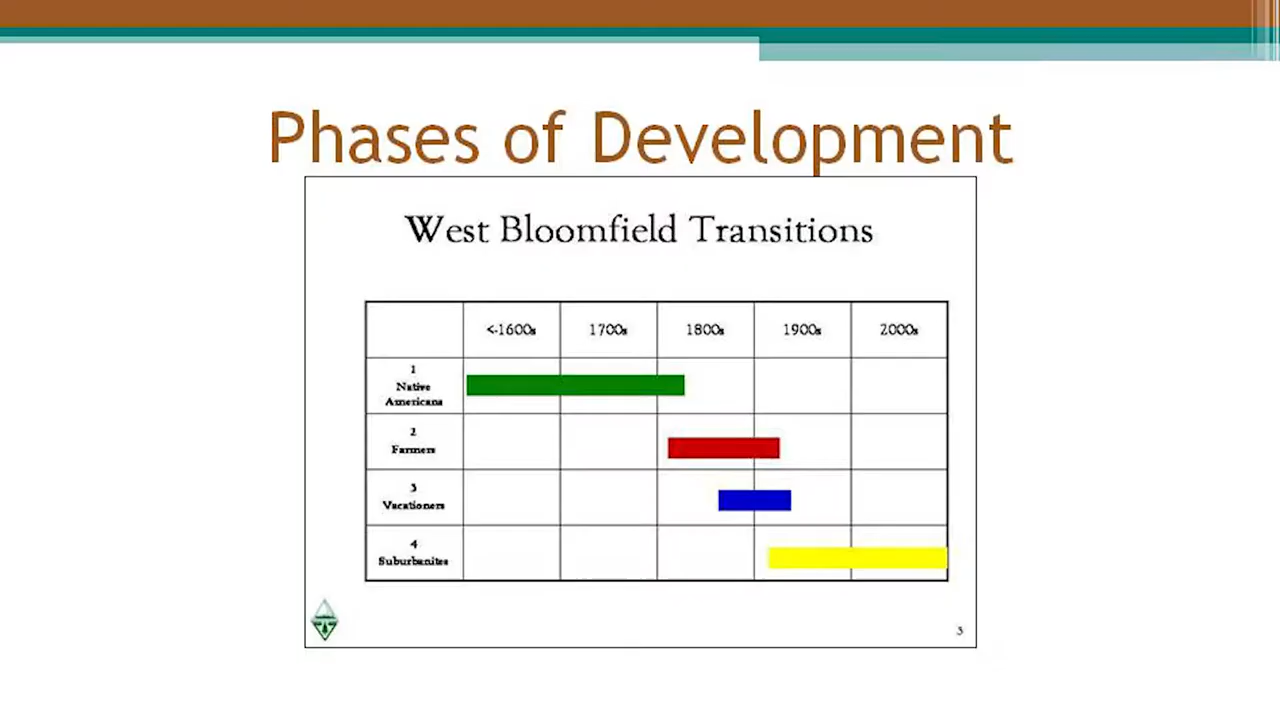 Phases of Development
West Bloomfield Transitions
<-1600s 1700s 1800s 1900s 2000s
1
Native
Americans
2
Farmers
3
Vacationers
4
Suburbanites
3